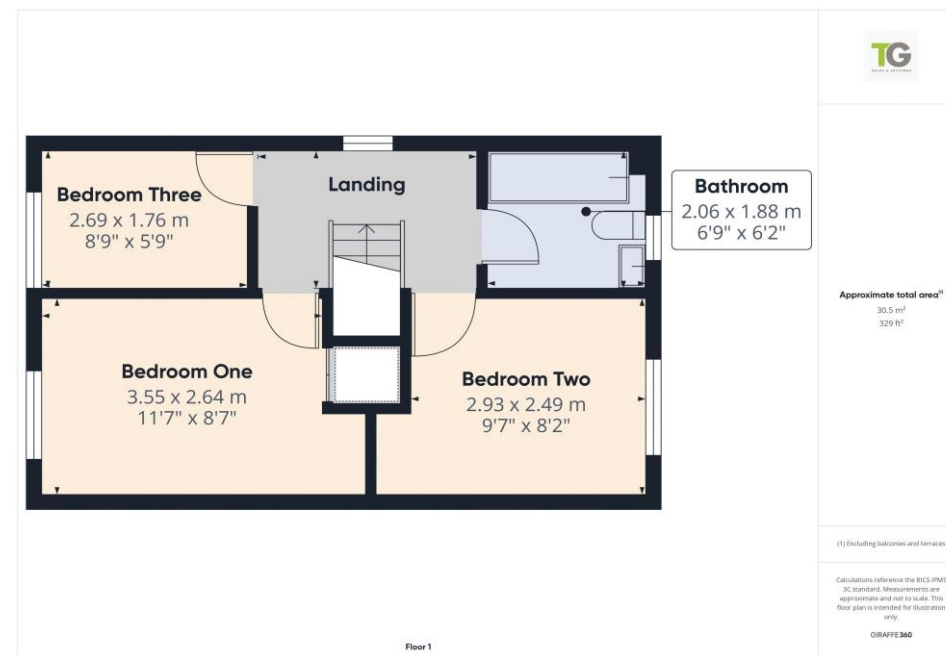 Bedroom Three
2.69 x 1.76 m
8'9" x 5'9"
Landing
Bathroom
2.06 x 1.88 m
6'9" x 6'2"
Bedroom One
3.55 x 2.64 m
11'7" x 8'7"
Bedroom Two
2.93 x 2.49 m
9'7" x 8'2"
Floor 1
TG
SALES & LETTINGS
Approximate total area⁽¹⁾
30.5 m²
329 ft²
(1) Excluding balconies and terraces
Calculations reference the RICS IPMS
3C standard. Measurements are
approximate and not to scale. This
floor plan is intended for illustration
only.
GIRAFFE360